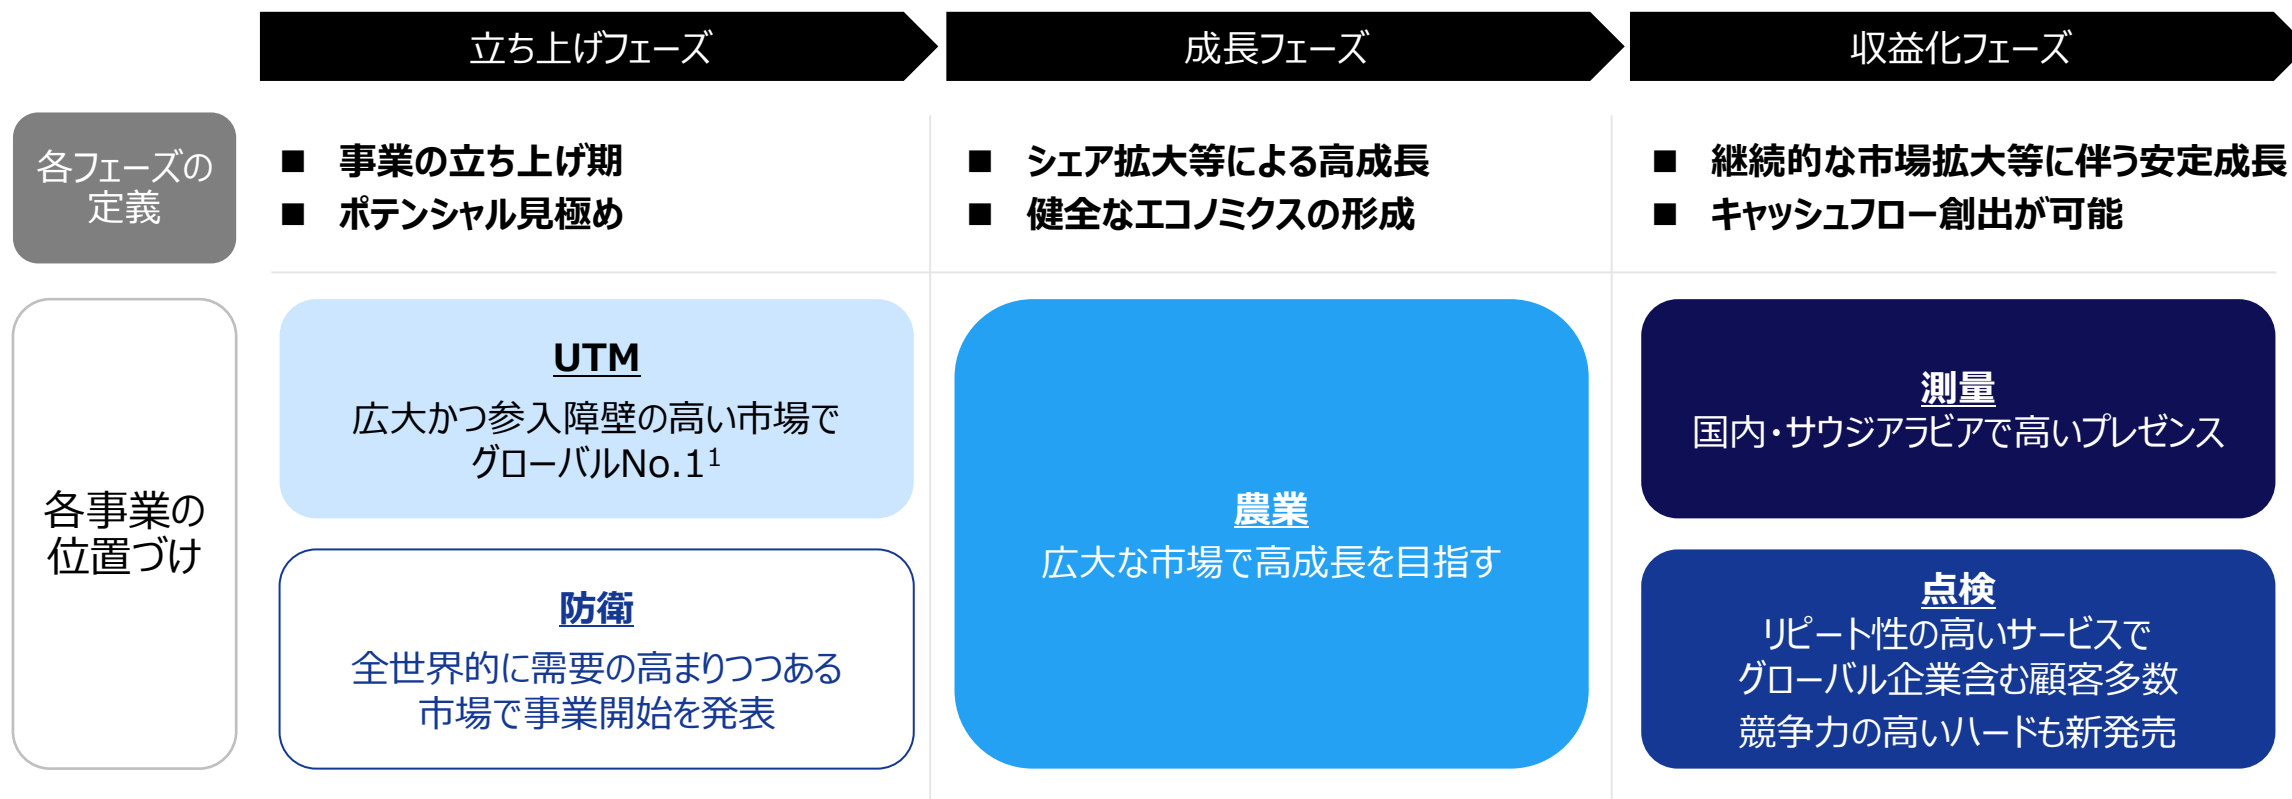 立ち上げフェーズ
成長フェーズ
収益化フェーズ
各フェーズの
定義
■ 事業の立ち上げ期
■ ポテンシャル見極め
■ シェア拡大等による高成長
■ 健全なエコノミクスの形成
■ 継続的な市場拡大等に伴う安定成長
■ キャッシュフロー創出が可能
各事業の
位置づけ
UTM
広大かつ参入障壁の高い市場で
グローバルNo.1¹
防衛
全世界的に需要の高まりつつある
市場で事業開始を発表
農業
広大な市場で高成長を目指す
測量
国内・サウジアラビアで高いプレゼンス
点検
リピート性の高いサービスで
グローバル企業含む顧客多数
競争力の高いハードも新発売